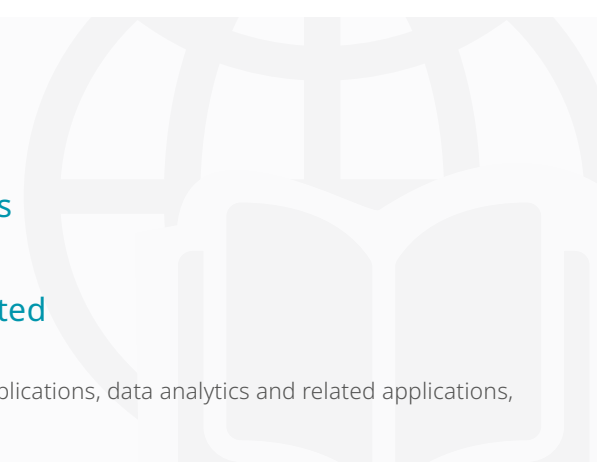 s
ted
plications, data analytics and related applications,